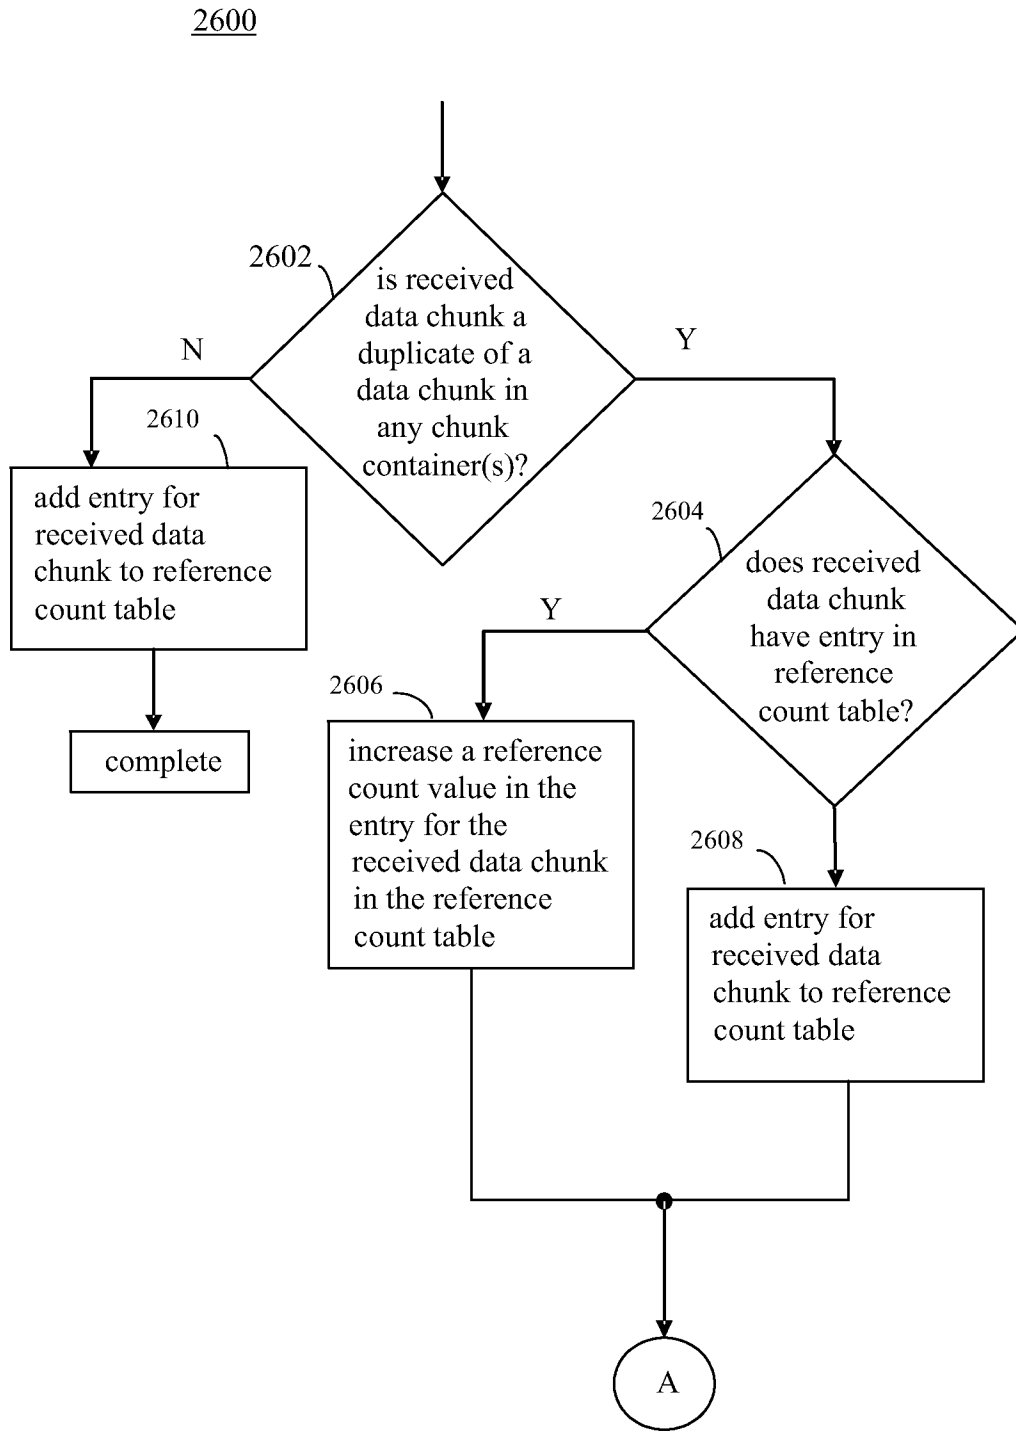 2600
2602
is received
data chunk a
duplicate of a
data chunk in
any chunk
container(s)?
N
Y
2610
add entry for
received data
chunk to reference
count table
complete
2604
does received
data chunk
have entry in
reference
count table?
Y
2606
increase a reference
count value in the
entry for the
received data chunk
in the reference
count table
2608
add entry for
received data
chunk to reference
count table
A